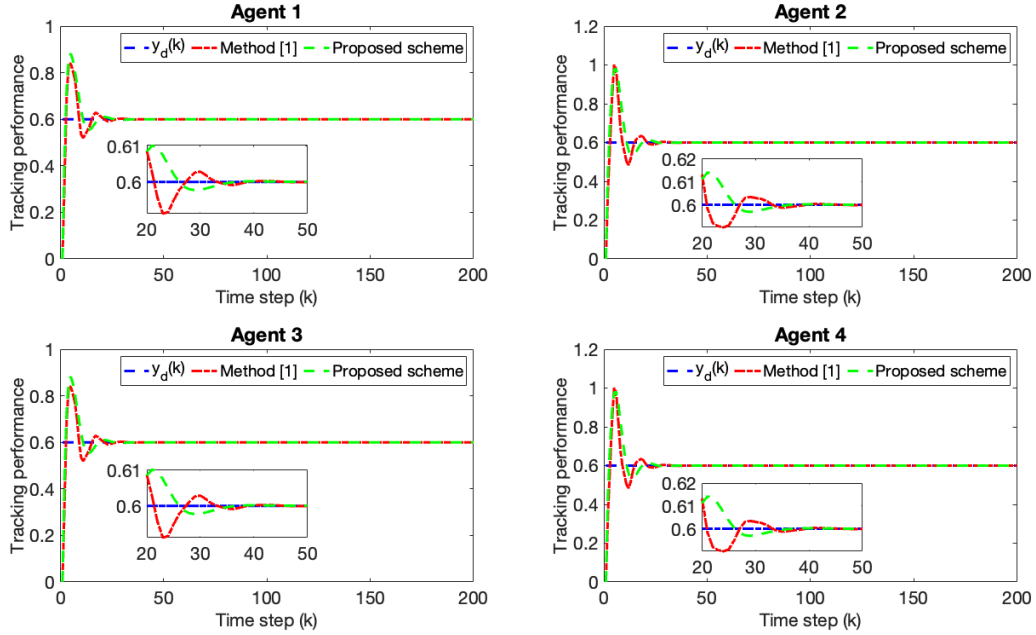 Agent 1
Tracking performance
1
0.8
0.6
0.4
0.2
0
y_d(k) Method [1] Proposed scheme
0.61
0.6
20 30 40 50
0 50 100 150 200
Time step (k)
Agent 2
Tracking performance
1.2
1
0.8
0.6
0.4
0.2
0
y_d(k) Method [1] Proposed scheme
0.62
0.61
0.6
20 30 40 50
0 50 100 150 200
Time step (k)
Agent 3
Tracking performance
1
0.8
0.6
0.4
0.2
0
y_d(k) Method [1] Proposed scheme
0.61
0.6
20 30 40 50
0 50 100 150 200
Time step (k)
Agent 4
Tracking performance
1.2
1
0.8
0.6
0.4
0.2
0
y_d(k) Method [1] Proposed scheme
0.62
0.61
0.6
20 30 40 50
0 50 100 150 200
Time step (k)